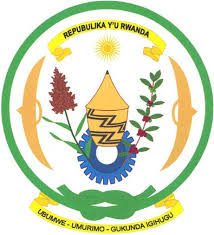 REPUBULIKA Y'U RWANDA
UBUMWE - UMURIMO - GUKUNDA IGIHUGU